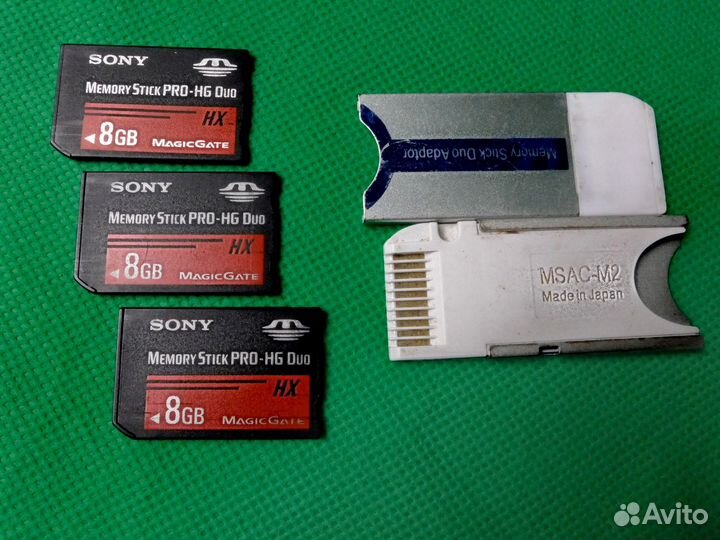 SONY
MEMORY STICK PRO-HG DUO
HX
8GB
MAGICGATE
SONY
MEMORY STICK PRO-HG DUO
HX
8GB
MAGICGATE
SONY
MEMORY STICK PRO-HG DUO
HX
8GB
MAGICGATE
Memory Stick Duo Adaptor
MSAC-M2
Made in Japan
Avito